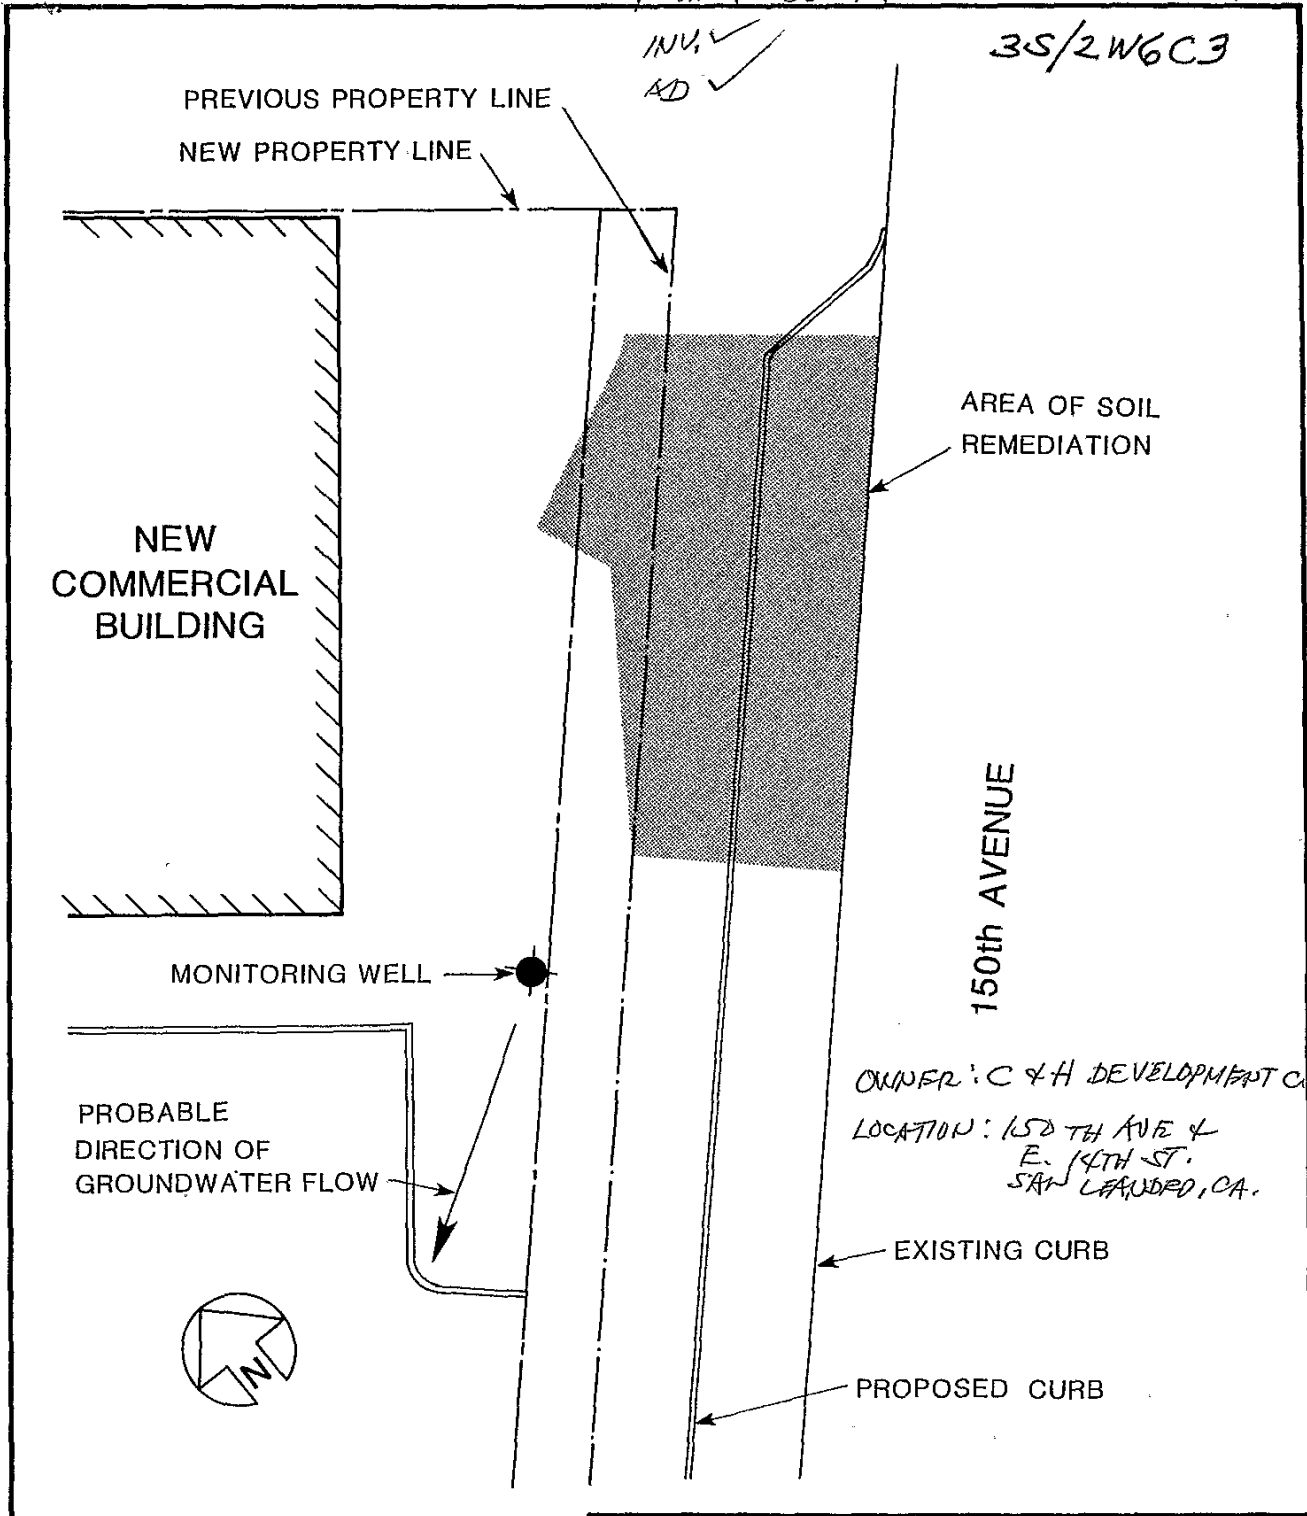 INV. ✓
AD ✓
3S/2W6C3
PREVIOUS PROPERTY LINE
NEW PROPERTY LINE
AREA OF SOIL
REMEDIATION
NEW
COMMERCIAL
BUILDING
150th AVENUE
MONITORING WELL
OWNER: C & H DEVELOPMENT C
LOCATION: 150 TH AVE &
E. 14TH ST.
SAN LEANDRO, CA.
PROBABLE
DIRECTION OF
GROUNDWATER FLOW
EXISTING CURB
N
PROPOSED CURB